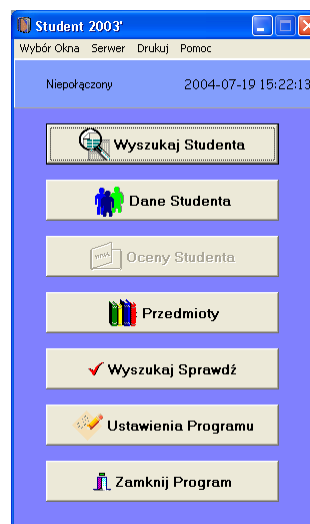 Student 2003'
Wybór Okna Serwer Drukuj Pomoc
Niepołączony 2004-07-19 15:22:13
Wyszukaj Studenta
Dane Studenta
Oceny Studenta
Przedmioty
Wyszukaj Sprawdź
Ustawienia Programu
Zamknij Program